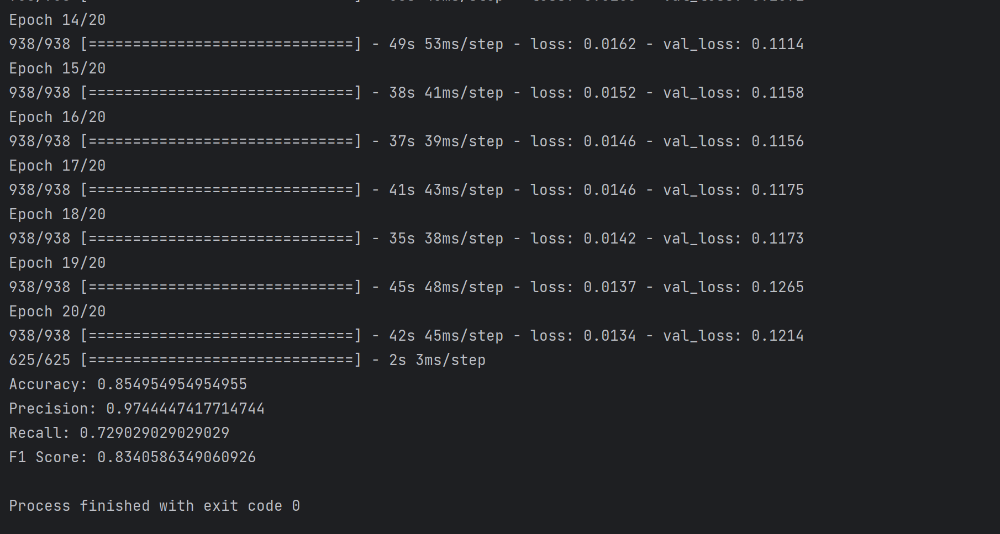 Epoch 14/20
938/938 [==============================] - 49s 53ms/step - loss: 0.0162 - val_loss: 0.1114
Epoch 15/20
938/938 [==============================] - 38s 41ms/step - loss: 0.0152 - val_loss: 0.1158
Epoch 16/20
938/938 [==============================] - 37s 39ms/step - loss: 0.0146 - val_loss: 0.1156
Epoch 17/20
938/938 [==============================] - 41s 43ms/step - loss: 0.0146 - val_loss: 0.1175
Epoch 18/20
938/938 [==============================] - 35s 38ms/step - loss: 0.0142 - val_loss: 0.1173
Epoch 19/20
938/938 [==============================] - 45s 48ms/step - loss: 0.0137 - val_loss: 0.1265
Epoch 20/20
938/938 [==============================] - 42s 45ms/step - loss: 0.0134 - val_loss: 0.1214
625/625 [==============================] - 2s 3ms/step
Accuracy: 0.854954954954955
Precision: 0.9744447417714744
Recall: 0.729029029029029
F1 Score: 0.8340586349060926
Process finished with exit code 0